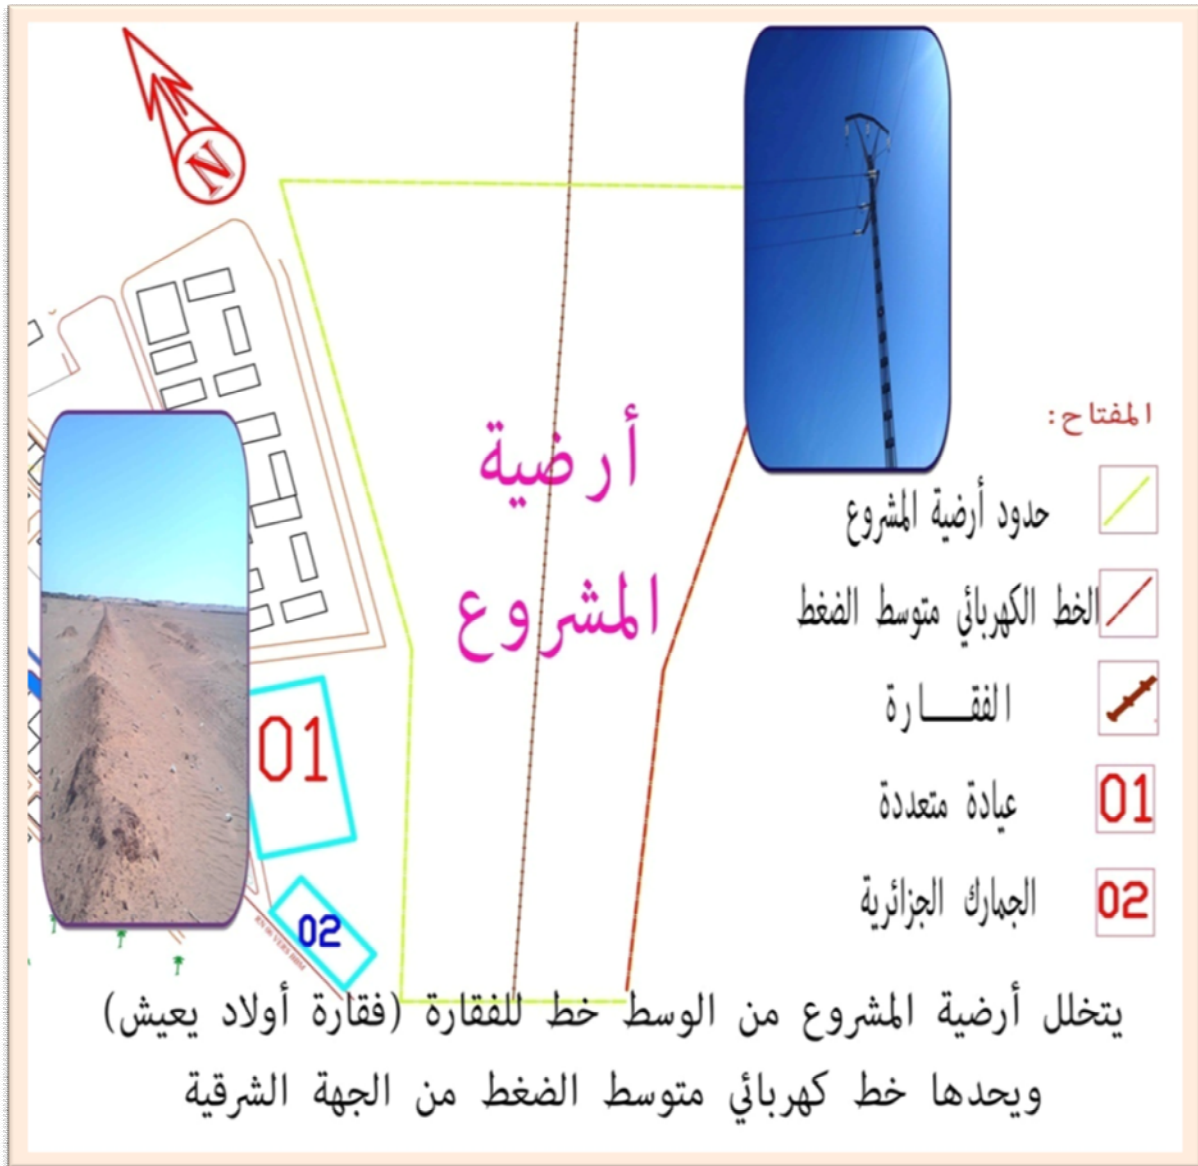 N
المفتاح:
حدود أرضية المشروع
الخط الكهربائي متوسط الضغط
الفقـــارة
01
عيادة متعددة
02
الجمارك الجزائرية
أرضية
المشروع
01
02
يتخلل أرضية المشروع من الوسط خط للفقارة (فقارة أولاد يعيش)
ويحدها خط كهربائي متوسط الضغط من الجهة الشرقية